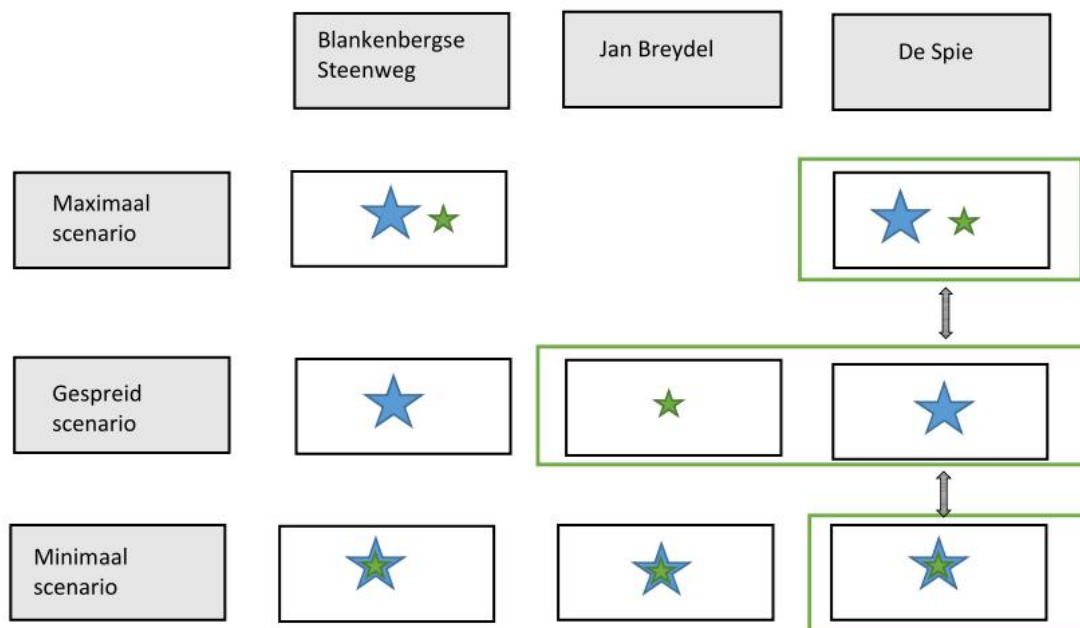 Blankenbergse
Steenweg
Jan Breydel
De Spie
Maximaal
scenario
Gespreid
scenario
Minimaal
scenario